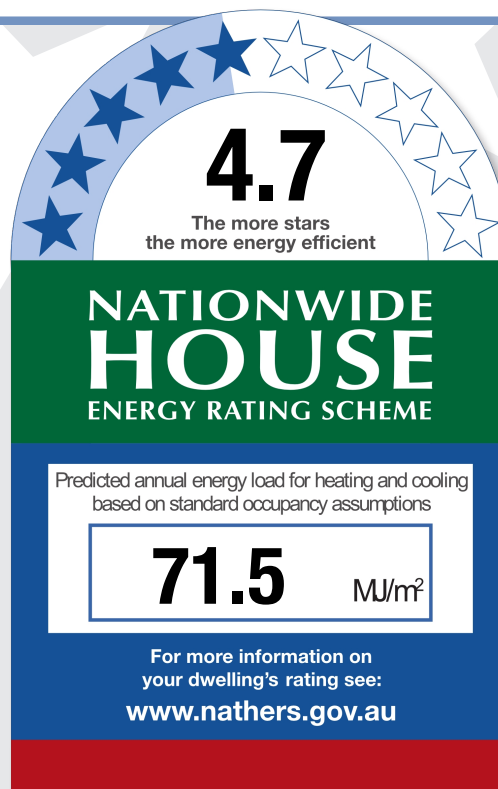 4.7
The more stars
the more energy efficient
NATIONWIDE
HOUSE
ENERGY RATING SCHEME
Predicted annual energy load for heating and cooling
based on standard occupancy assumptions
71.5 MJ/m²
For more information on
your dwelling's rating see:
www.nathers.gov.au